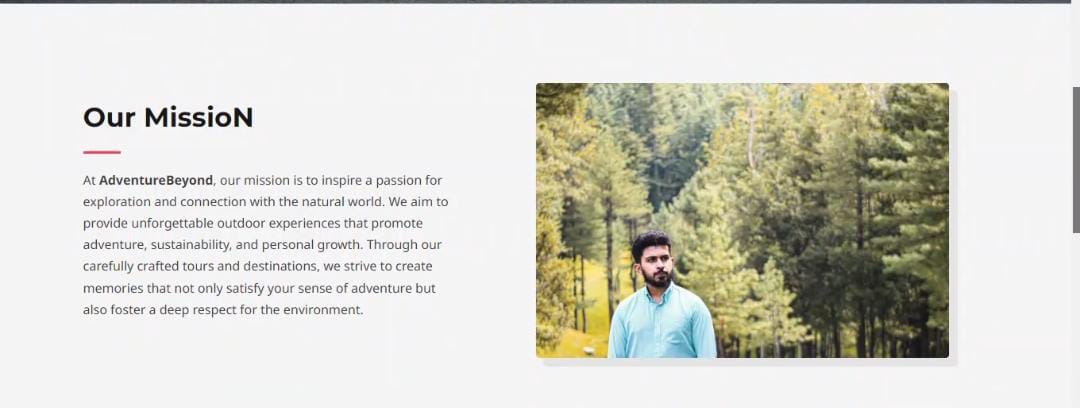 Our MissioN
At AdventureBeyond, our mission is to inspire a passion for
exploration and connection with the natural world. We aim to
provide unforgettable outdoor experiences that promote
adventure, sustainability, and personal growth. Through our
carefully crafted tours and destinations, we strive to create
memories that not only satisfy your sense of adventure but
also foster a deep respect for the environment.